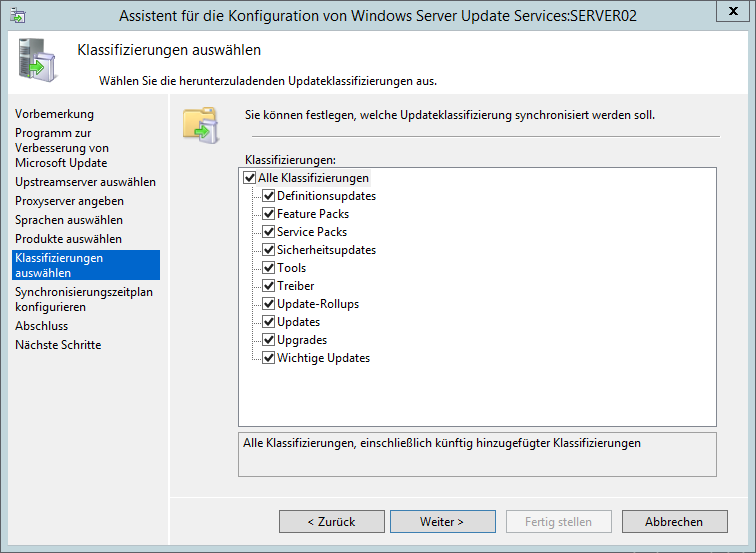 Assistent für die Konfiguration von Windows Server Update Services:SERVER02
x
Klassifizierungen auswählen
Wählen Sie die herunterzuladenden Updateklassifizierungen aus.
Vorbemerkung
Programm zur
Verbesserung von
Microsoft Update
Upstreamserver auswählen
Proxyserver angeben
Sprachen auswählen
Produkte auswählen
Klassifizierungen
auswählen
Synchronisierungszeitplan
konfigurieren
Abschluss
Nächste Schritte
Sie können festlegen, welche Updateklassifizierung synchronisiert werden soll.
Klassifizierungen:
Alle Klassifizierungen
Definitionsupdates
Feature Packs
Service Packs
Sicherheitsupdates
Tools
Treiber
Update-Rollups
Updates
Upgrades
Wichtige Updates
Alle Klassifizierungen, einschließlich künftig hinzugefügter Klassifizierungen
< Zurück
Weiter >
Fertig stellen
Abbrechen